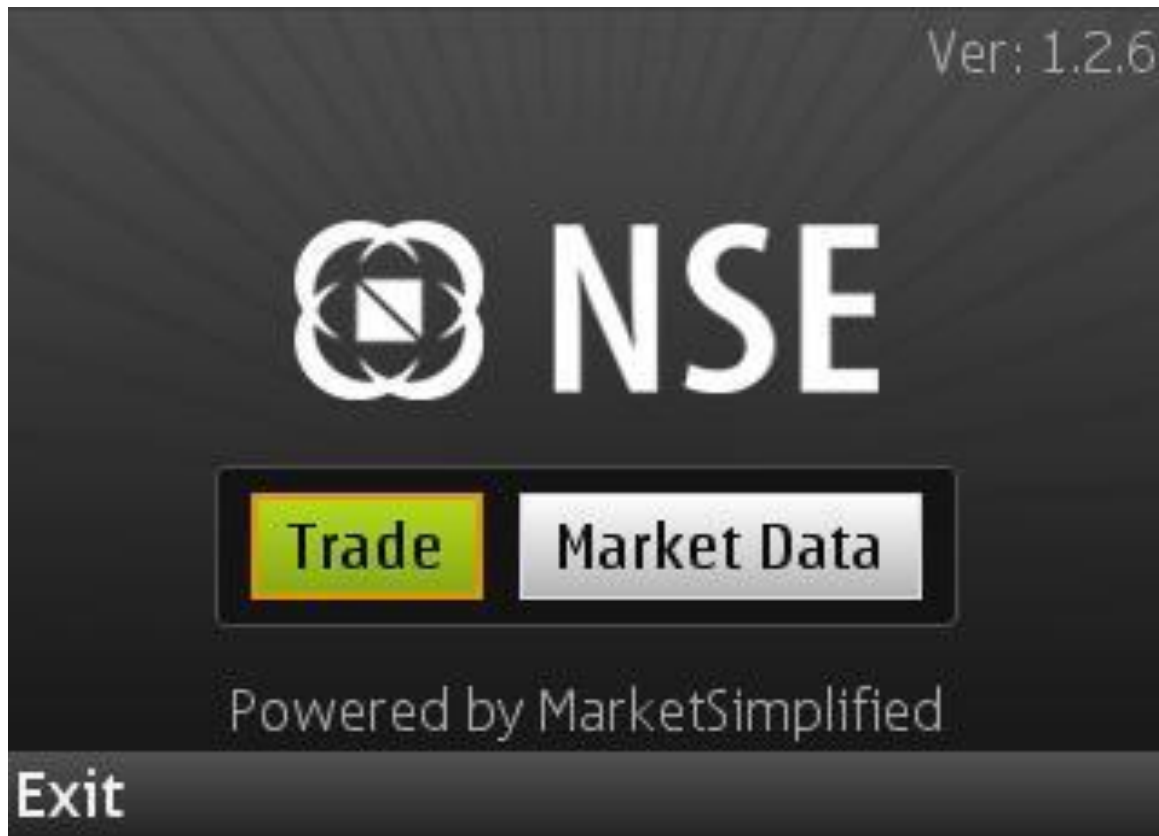 Ver: 1.2.6
NSE
Trade Market Data
Powered by MarketSimplified
Exit